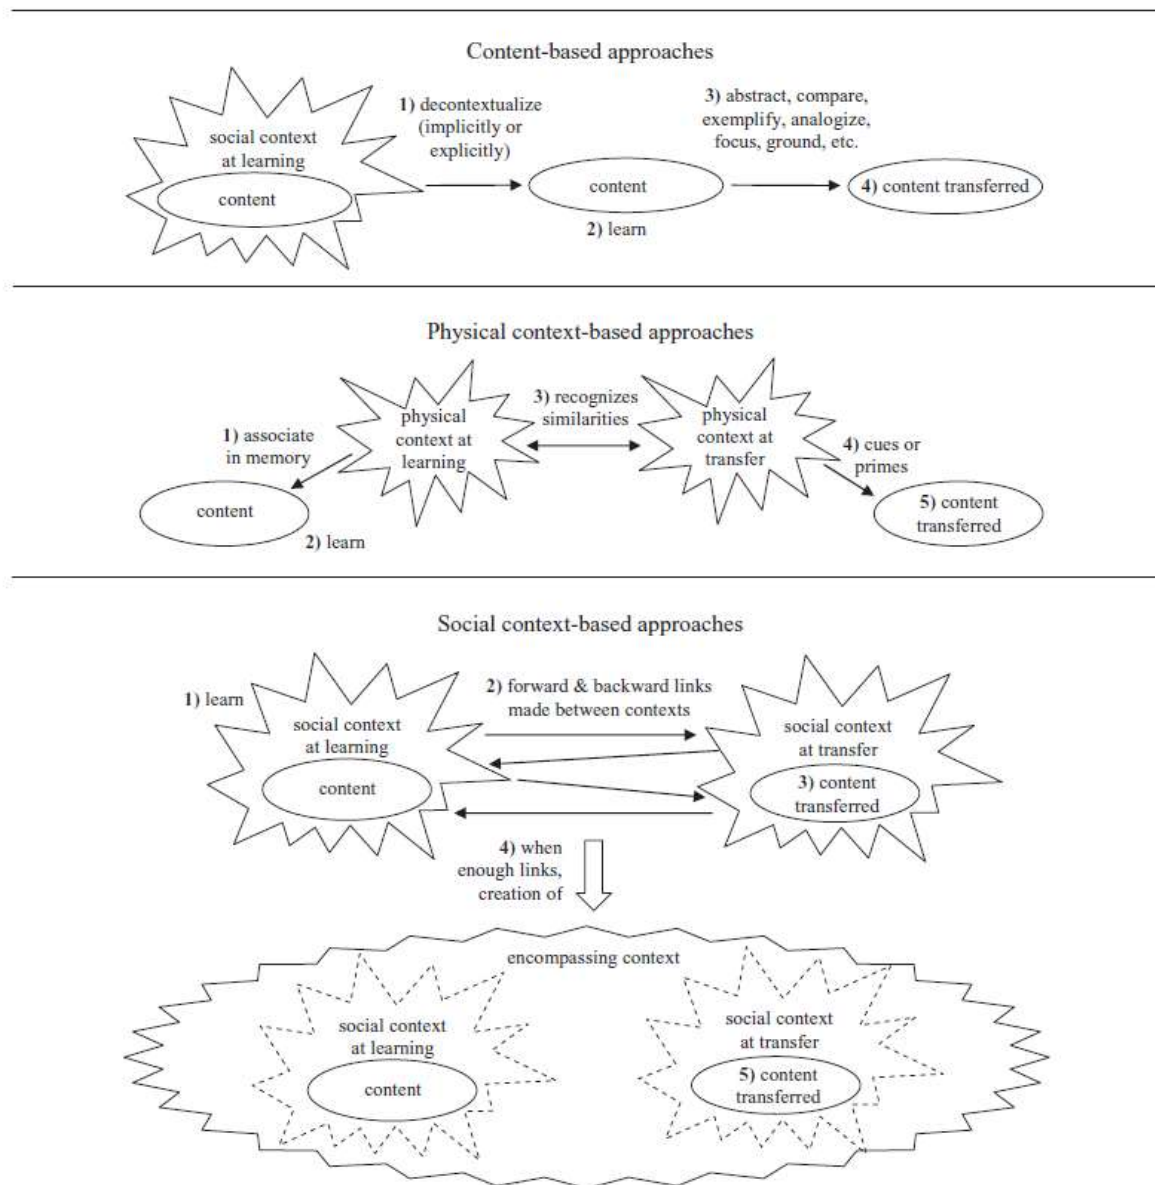 Content-based approaches
social context
at learning
content
1) decontextualize
(implicitly or
explicitly)
content
2) learn
3) abstract, compare,
exemplify, analogize,
focus, ground, etc.
4) content transferred
Physical context-based approaches
1) associate
in memory
content
2) learn
physical
context at
learning
3) recognizes
similarities
physical
context at
transfer
4) cues or
primes
5) content
transferred
Social context-based approaches
1) learn
social context
at learning
content
2) forward & backward links
made between contexts
social context
at transfer
3) content
transferred
4) when
enough links,
creation of
encompassing context
social context
at learning
content
social context
at transfer
5) content
transferred